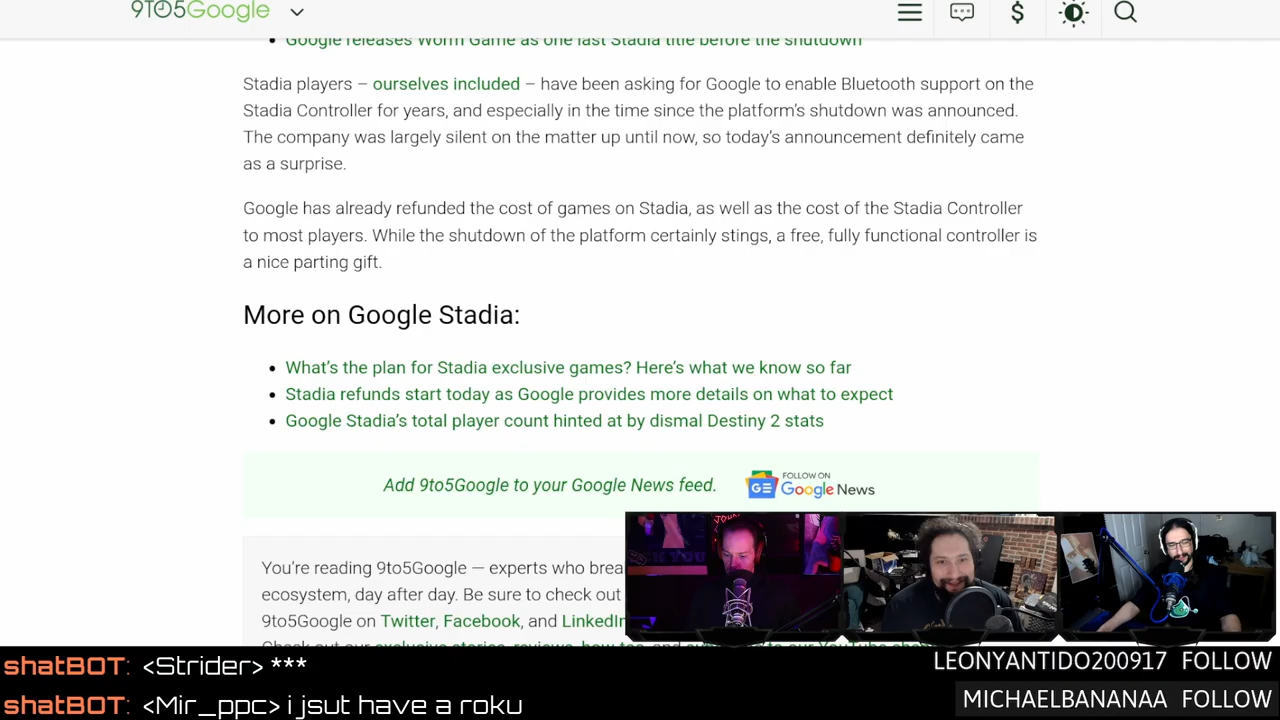 9TO5Google
Google releases Worm Game as one last Stadia title before the shutdown
Stadia players – ourselves included – have been asking for Google to enable Bluetooth support on the
Stadia Controller for years, and especially in the time since the platform's shutdown was announced.
The company was largely silent on the matter up until now, so today's announcement definitely came
as a surprise.
Google has already refunded the cost of games on Stadia, as well as the cost of the Stadia Controller
to most players. While the shutdown of the platform certainly stings, a free, fully functional controller is
a nice parting gift.
More on Google Stadia:
What's the plan for Stadia exclusive games? Here's what we know so far
Stadia refunds start today as Google provides more details on what to expect
Google Stadia's total player count hinted at by dismal Destiny 2 stats
Add 9to5Google to your Google News feed.
GE FOLLOW ON
Google News
You're reading 9to5Google — experts who brea
ecosystem, day after day. Be sure to check out
9to5Google on Twitter, Facebook, and LinkedIn
shatBOT: <Strider> ***
LEONYANTIDO200917 FOLLOW
shatBOT: <Mir_ppc> i jsut have a roku
MICHAELBANANAA FOLLOW